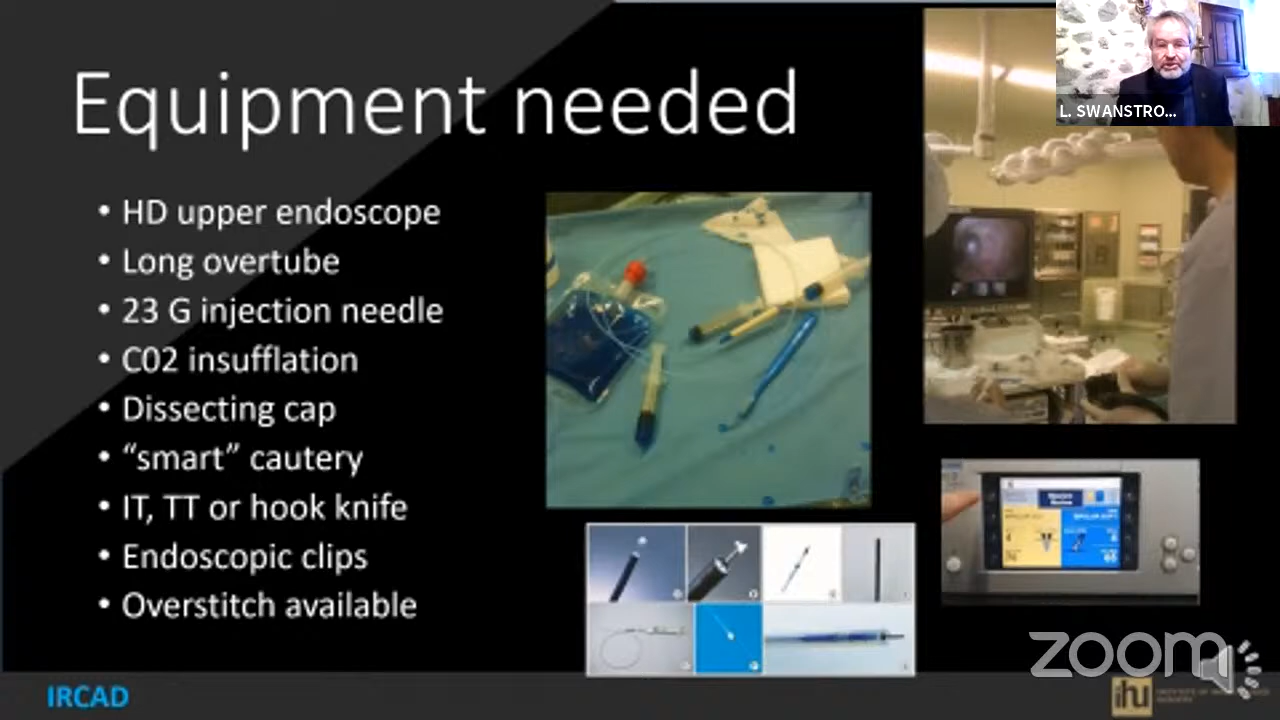 Equipment needed
• HD upper endoscope
• Long overtube
• 23 G injection needle
• C02 insufflation
• Dissecting cap
• “smart” cautery
• IT, TT or hook knife
• Endoscopic clips
• Overstitch available
L. SWANSTRO...
zoom
IRCAD
ihu